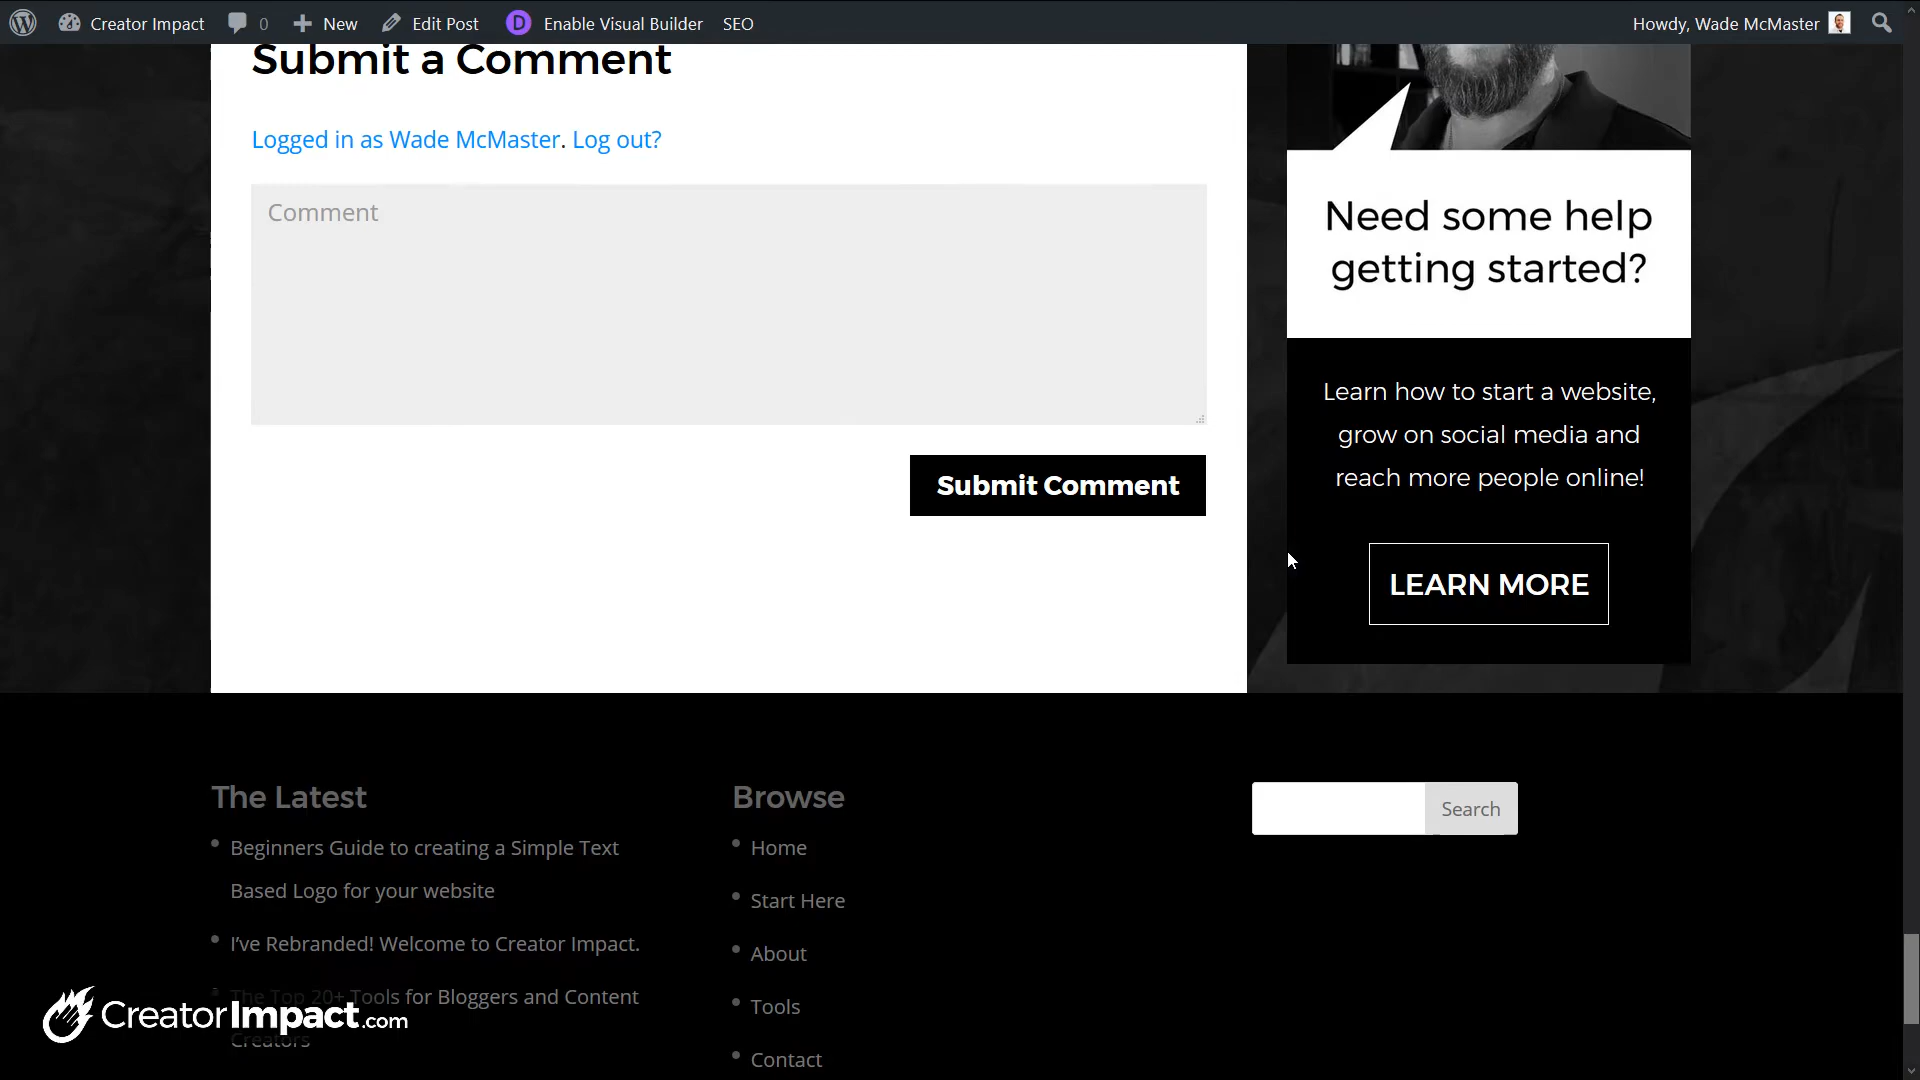 Creator Impact 0 New Edit Post D Enable Visual Builder SEO Howdy, Wade McMaster
Submit a Comment
Logged in as Wade McMaster. Log out?
Comment
Submit Comment
Need some help
getting started?
Learn how to start a website,
grow on social media and
reach more people online!
LEARN MORE
The Latest
Beginners Guide to creating a Simple Text
Based Logo for your website
I've Rebranded! Welcome to Creator Impact.
The Top 20+ Tools for Bloggers and Content
Creators
Browse
Home
Start Here
About
Tools
Contact
Search
CreatorImpact.com